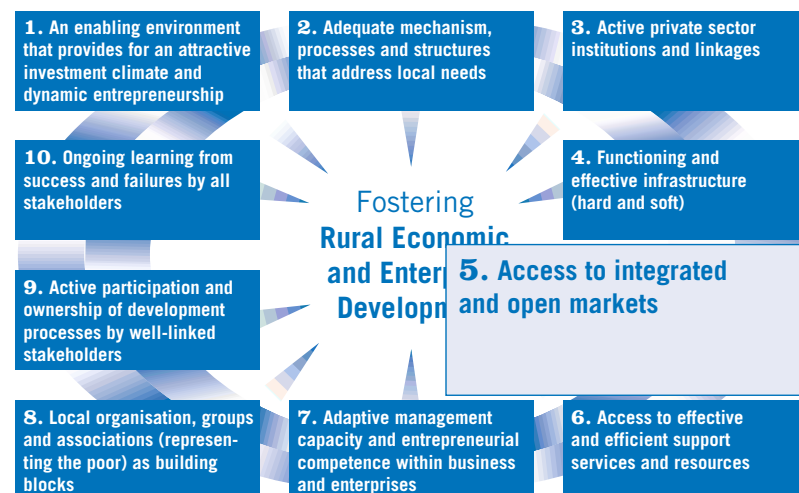 1. An enabling environment
that provides for an attractive
investment climate and
dynamic entrepreneurship
2. Adequate mechanism,
processes and structures
that address local needs
3. Active private sector
institutions and linkages
10. Ongoing learning from
success and failures by all
stakeholders
4. Functioning and
effective infrastructure
(hard and soft)
Fostering
Rural Economic
and
5. Access to integrated
and open markets
9. Active participation and
ownership of development
processes by well-linked
stakeholders
8. Local organisation, groups
and associations (represen-
ting the poor) as building
blocks
7. Adaptive management
capacity and entrepreneurial
competence within business
and enterprises
6. Access to effective
and efficient support
services and resources